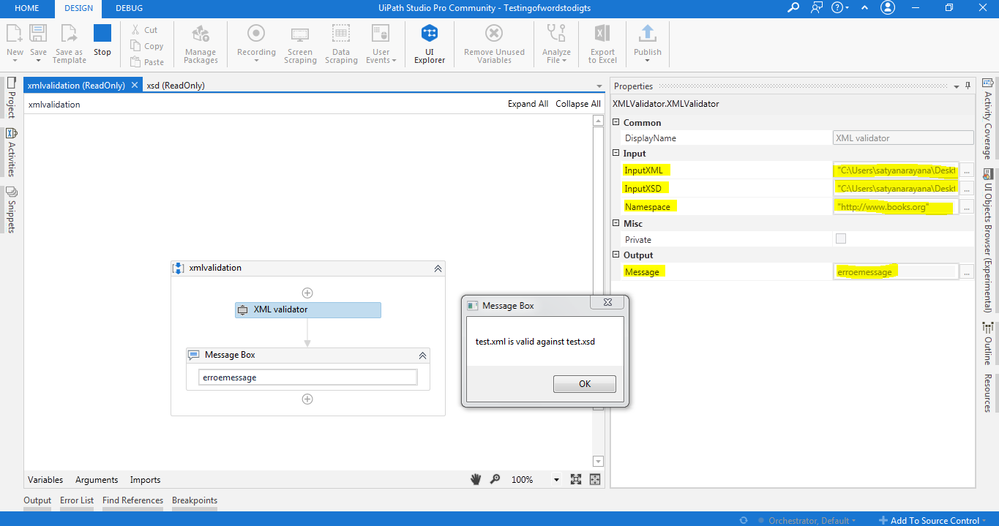 HOME DESIGN DEBUG UiPath Studio Pro Community - Testingofwordstodigts
New Save Save as Template Stop Cut Copy Paste Manage Packages Recording Screen Scraping Data Scraping User Events UI Explorer Remove Unused Variables Analyze File Export to Excel Publish
xmlvalidation (ReadOnly) xsd (ReadOnly)
xmlvalidation Expand All Collapse All
xmlvalidation
XML validator
Message Box
erroemessage
Message Box
test.xml is valid against test.xsd
OK
Properties
XMLValidator.XMLValidator
Common
DisplayName XML validator
Input
InputXML "C:\Users\satyanarayana\Deskt ...
InputXSD "C:\Users\satyanarayana\Deskt ...
Namespace "http://www.books.org" ...
Misc
Private
Output
Message erroemessage ...
Project
Activities
Snippets
Activity Coverage
UI Objects Browser (Experimental)
Outline
Resources
Variables Arguments Imports 100%
Output Error List Find References Breakpoints
Orchestrator, Default Add To Source Control